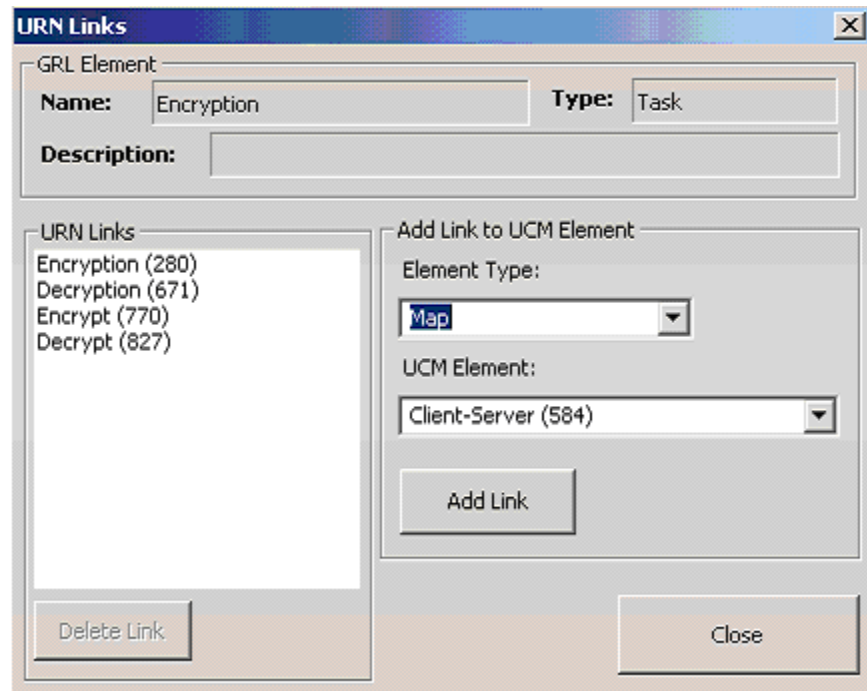 URN Links
GRL Element
Name: Encryption Type: Task
Description:
URN Links
Encryption (280)
Decryption (671)
Encrypt (770)
Decrypt (827)
Delete Link
Add Link to UCM Element
Element Type:
Map
UCM Element:
Client-Server (584)
Add Link
Close